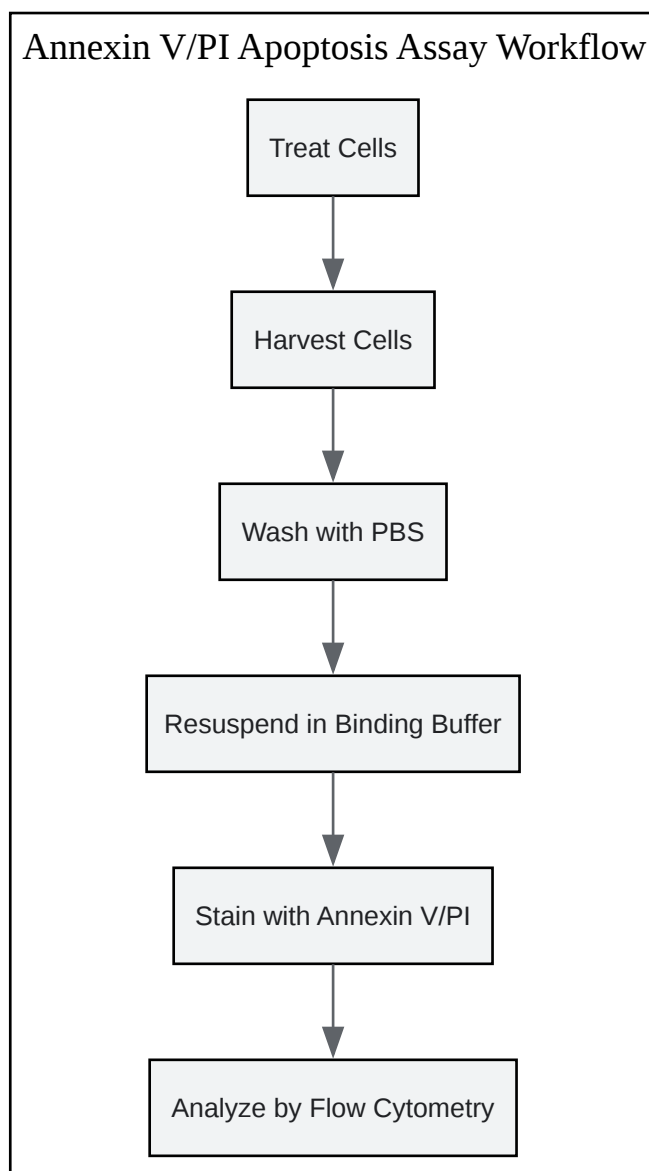 Annexin V/PI Apoptosis Assay Workflow
Treat Cells
Harvest Cells
Wash with PBS
Resuspend in Binding Buffer
Stain with Annexin V/PI
Analyze by Flow Cytometry